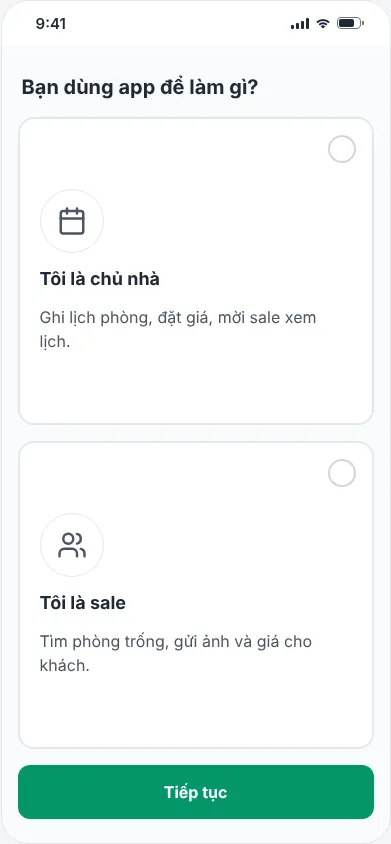 9:41
Bạn dùng app để làm gì?
Tôi là chủ nhà
Ghi lịch phòng, đặt giá, mời sale xem
lịch.
Tôi là sale
Tìm phòng trống, gửi ảnh và giá cho
khách.
Tiếp tục